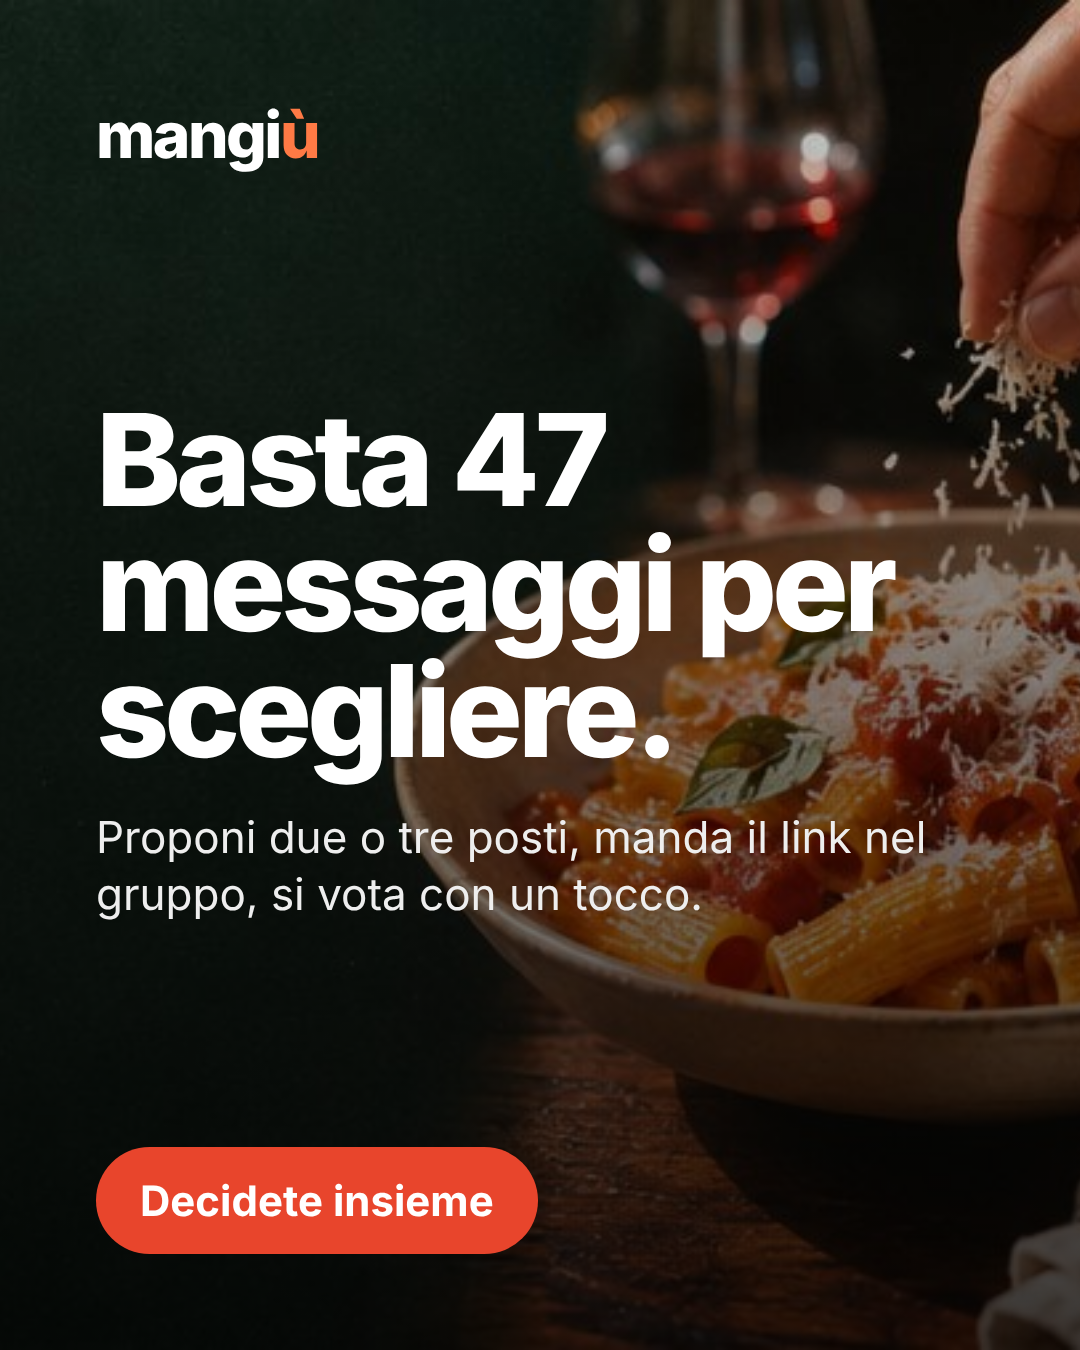 mangiù
Basta 47
messaggi per
scegliere.
Proponi due o tre posti, manda il link nel
gruppo, si vota con un tocco.
Decidete insieme